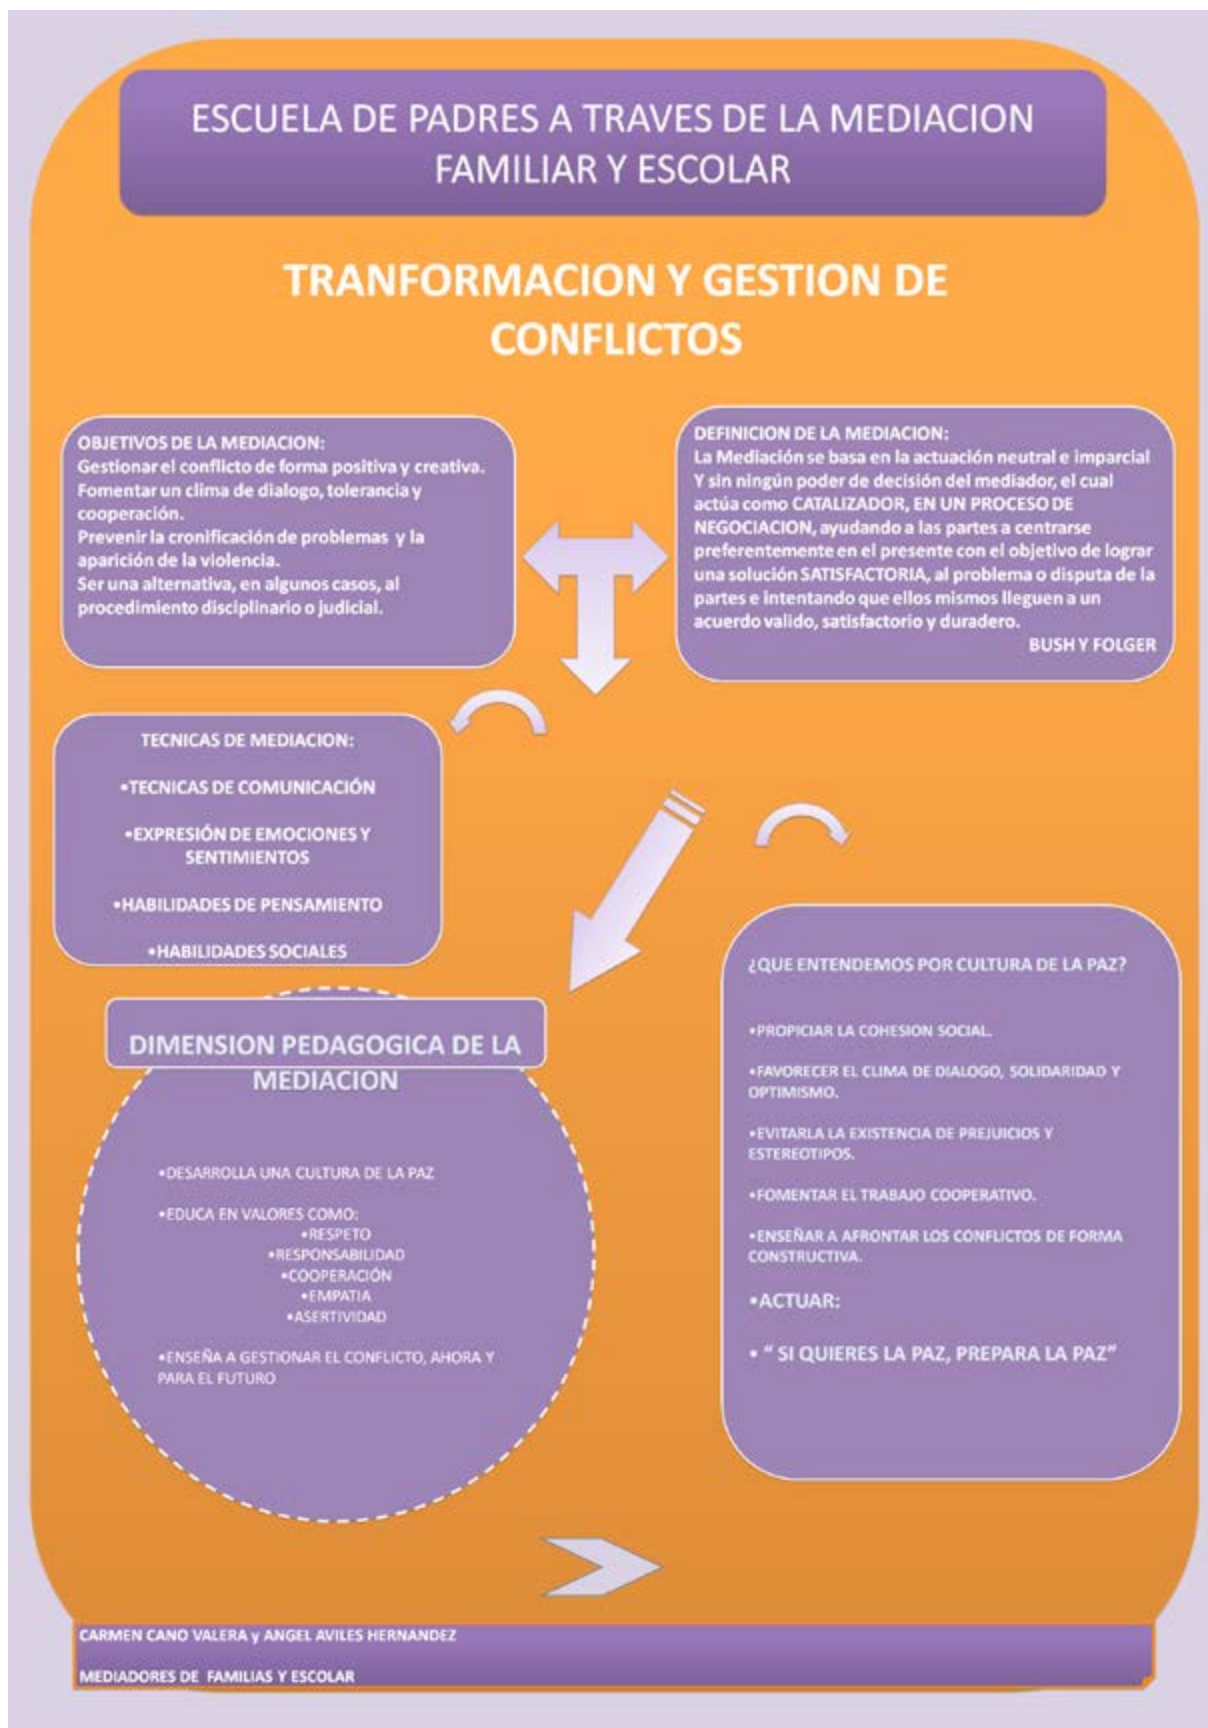 ESCUELA DE PADRES A TRAVES DE LA MEDIACION
FAMILIAR Y ESCOLAR
TRANFORMACION Y GESTION DE
CONFLICTOS
OBJETIVOS DE LA MEDIACION:
Gestionar el conflicto de forma positiva y creativa.
Fomentar un clima de dialogo, tolerancia y
cooperación.
Prevenir la cronificación de problemas y la
aparición de la violencia.
Ser una alternativa, en algunos casos, al
procedimiento disciplinario o judicial.
DEFINICION DE LA MEDIACION:
La Mediación se basa en la actuación neutral e imparcial
Y sin ningún poder de decisión del mediador, el cual
actúa como CATALIZADOR, EN UN PROCESO DE
NEGOCIACION, ayudando a las partes a centrarse
preferentemente en el presente con el objetivo de lograr
una solución SATISFACTORIA, al problema o disputa de la
partes e intentando que ellos mismos lleguen a un
acuerdo valido, satisfactorio y duradero.
BUSH Y FOLGER
TECNICAS DE MEDIACION:
•TECNICAS DE COMUNICACIÓN
•EXPRESIÓN DE EMOCIONES Y
SENTIMIENTOS
•HABILIDADES DE PENSAMIENTO
•HABILIDADES SOCIALES
DIMENSION PEDAGOGICA DE LA
MEDIACION
•DESARROLLA UNA CULTURA DE LA PAZ
•EDUCA EN VALORES COMO:
•RESPETO
•RESPONSABILIDAD
•COOPERACIÓN
•EMPATIA
•ASERTIVIDAD
•ENSEÑA A GESTIONAR EL CONFLICTO, AHORA Y
PARA EL FUTURO
¿QUE ENTENDEMOS POR CULTURA DE LA PAZ?
•PROPICIAR LA COHESION SOCIAL.
•FAVORECER EL CLIMA DE DIALOGO, SOLIDARIDAD Y
OPTIMISMO.
•EVITARLA LA EXISTENCIA DE PREJUICIOS Y
ESTEREOTIPOS.
•FOMENTAR EL TRABAJO COOPERATIVO.
•ENSEÑAR A AFRONTAR LOS CONFLICTOS DE FORMA
CONSTRUCTIVA.
•ACTUAR:
• " SI QUIERES LA PAZ, PREPARA LA PAZ"
CARMEN CANO VALERA y ANGEL AVILES HERNANDEZ
MEDIADORES DE FAMILIAS Y ESCOLAR